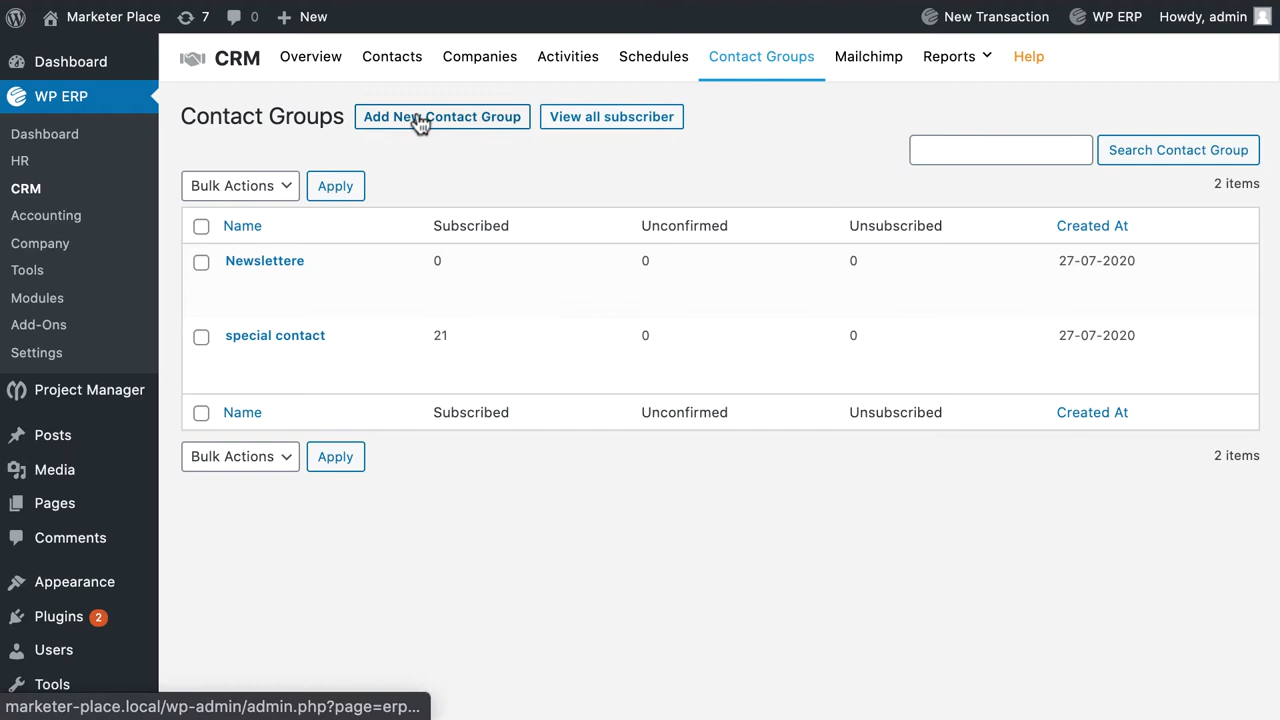 Marketer Place 7 0 New New Transaction WP ERP Howdy, admin
Dashboard
WP ERP
Dashboard
HR
CRM
Accounting
Company
Tools
Modules
Add-Ons
Settings
Project Manager
Posts
Media
Pages
Comments
Appearance
Plugins 2
Users
Tools
CRM Overview Contacts Companies Activities Schedules Contact Groups Mailchimp Reports Help
Contact Groups Add New Contact Group View all subscriber
Search Contact Group
Bulk Actions Apply 2 items
Name Subscribed Unconfirmed Unsubscribed Created At
Newslettere 0 0 0 27-07-2020
special contact 21 0 0 27-07-2020
Name Subscribed Unconfirmed Unsubscribed Created At
Bulk Actions Apply 2 items
marketer-place.local/wp-admin/admin.php?page=erp...